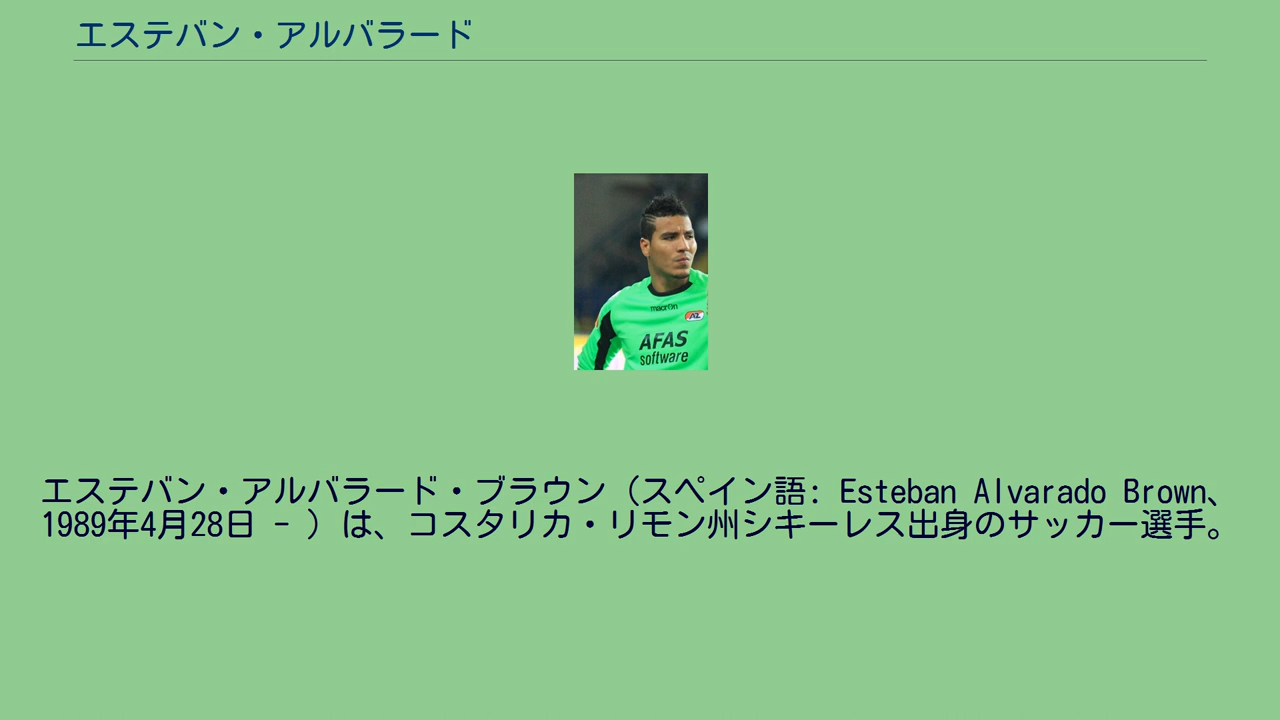 エステバン・アルバラード
macron
AZ
AFAS
software
エステバン・アルバラード・ブラウン（スペイン語: Esteban Alvarado Brown、
1989年4月28日 - ）は、コスタリカ・リモン州シキーレス出身のサッカー選手。